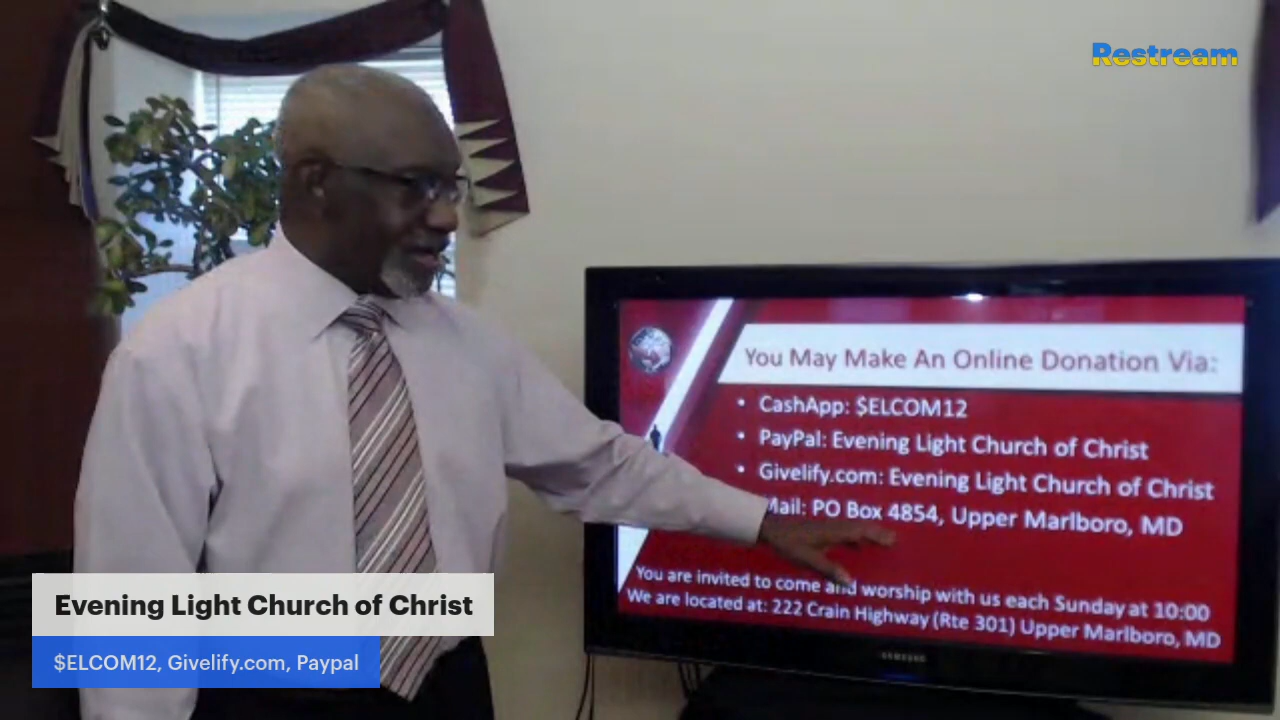 Restream
You May Make An Online Donation Via:
• CashApp: $ELCOM12
• PayPal: Evening Light Church of Christ
• Givelify.com: Evening Light Church of Christ
Mail: PO Box 4854, Upper Marlboro, MD
You are invited to come and worship with us each Sunday at 10:00
We are located at: 222 Crain Highway (Rte 301) Upper Marlboro, MD
SAMSUNG
Evening Light Church of Christ
$ELCOM12, Givelify.com, Paypal